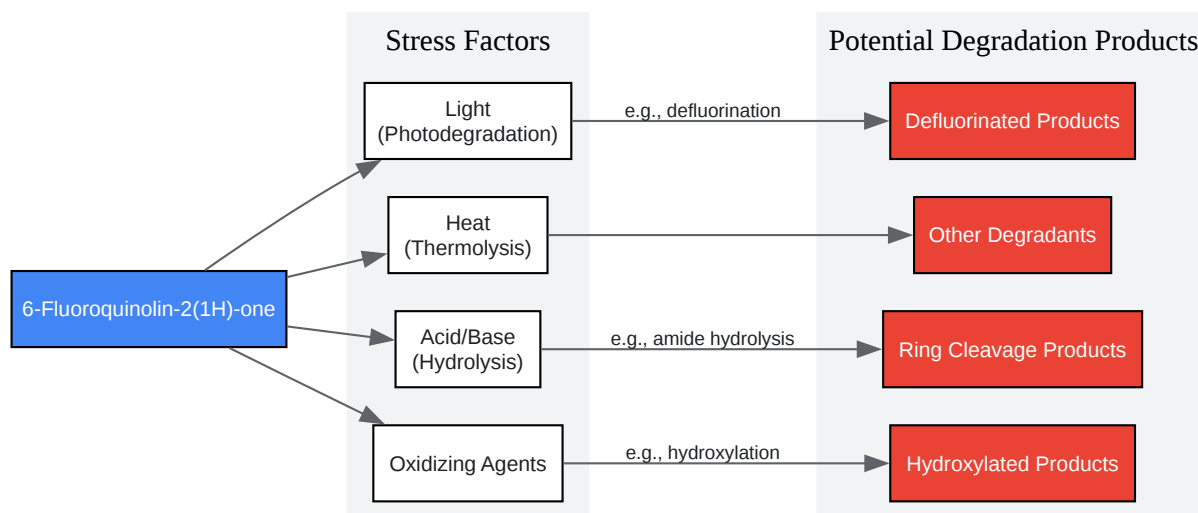 Stress Factors
Potential Degradation Products
Light
(Photodegradation)
e.g., defluorination
Defluorinated Products
Heat
(Thermolysis)
Other Degradants
6-Fluoroquinolin-2(1H)-one
Acid/Base
(Hydrolysis)
e.g., amide hydrolysis
Ring Cleavage Products
Oxidizing Agents
e.g., hydroxylation
Hydroxylated Products